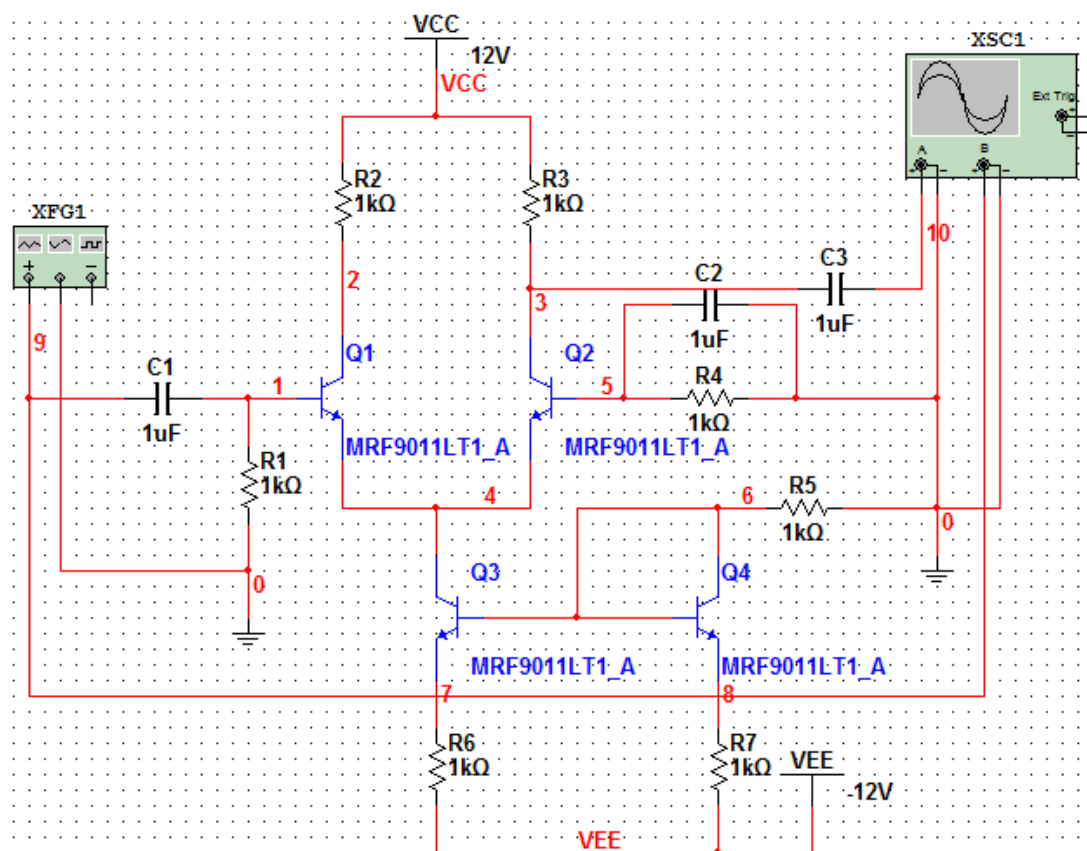 VCC
12V
VCC
XSC1
Ext Trig
+
-
A
B
+
-
+
-
R2
1kΩ
R3
1kΩ
XFG1
+
-
10
C3
1uF
C2
1uF
2
3
9
C1
1uF
1
Q1
Q2
5
R4
1kΩ
MRF9011LT1_A
MRF9011LT1_A
R1
1kΩ
4
6
R5
1kΩ
0
0
Q3
Q4
MRF9011LT1_A
MRF9011LT1_A
7
8
R6
1kΩ
R7
1kΩ
VEE
-12V
VEE